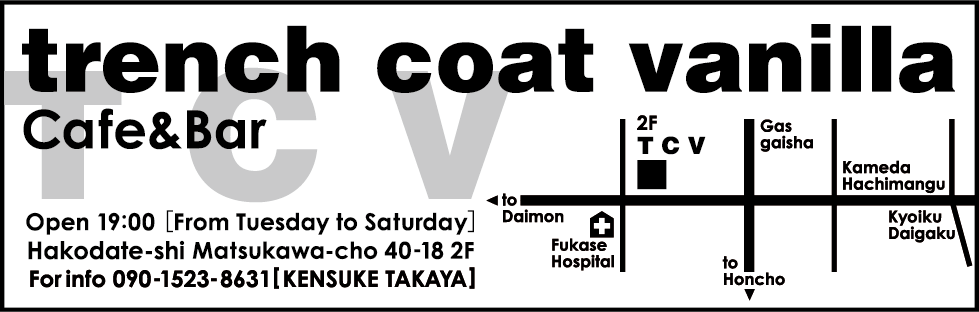 trench coat vanilla
TCV
Cafe&Bar
Open 19:00 [From Tuesday to Saturday]
Hakodate-shi Matsukawa-cho 40-18 2F
For info 090-1523-8631[KENSUKE TAKAYA]
2F
T C V
Gas
gaisha
Kameda
Hachimangu
to
Daimon
Kyoiku
Daigaku
Fukase
Hospital
to
Honcho